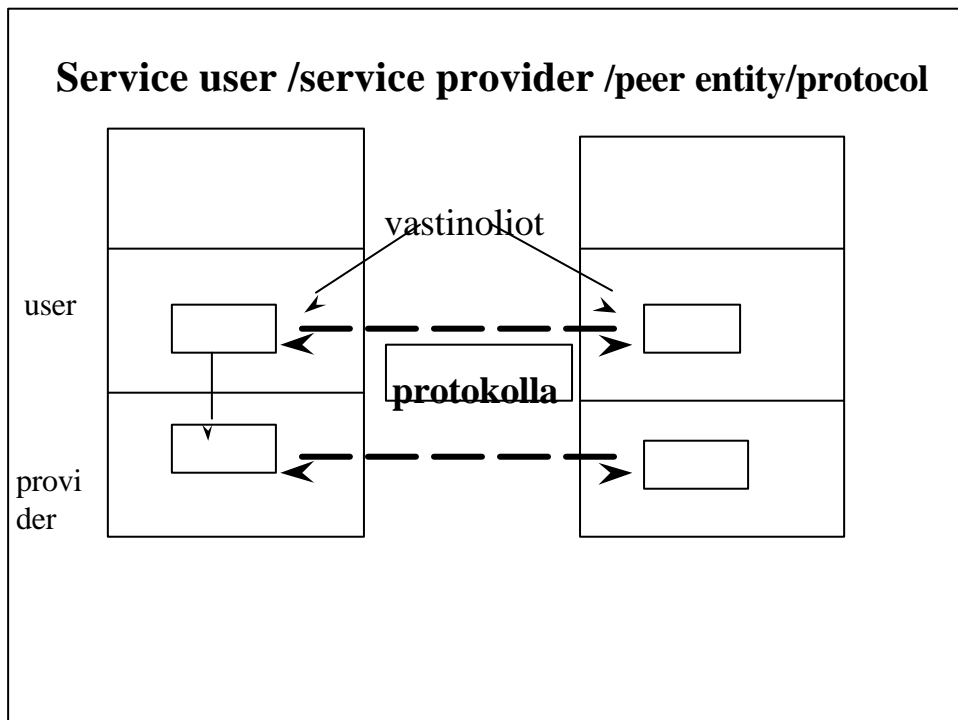 Service user /service provider /peer entity/protocol
vastinoliot
user
protokolla
provi
der